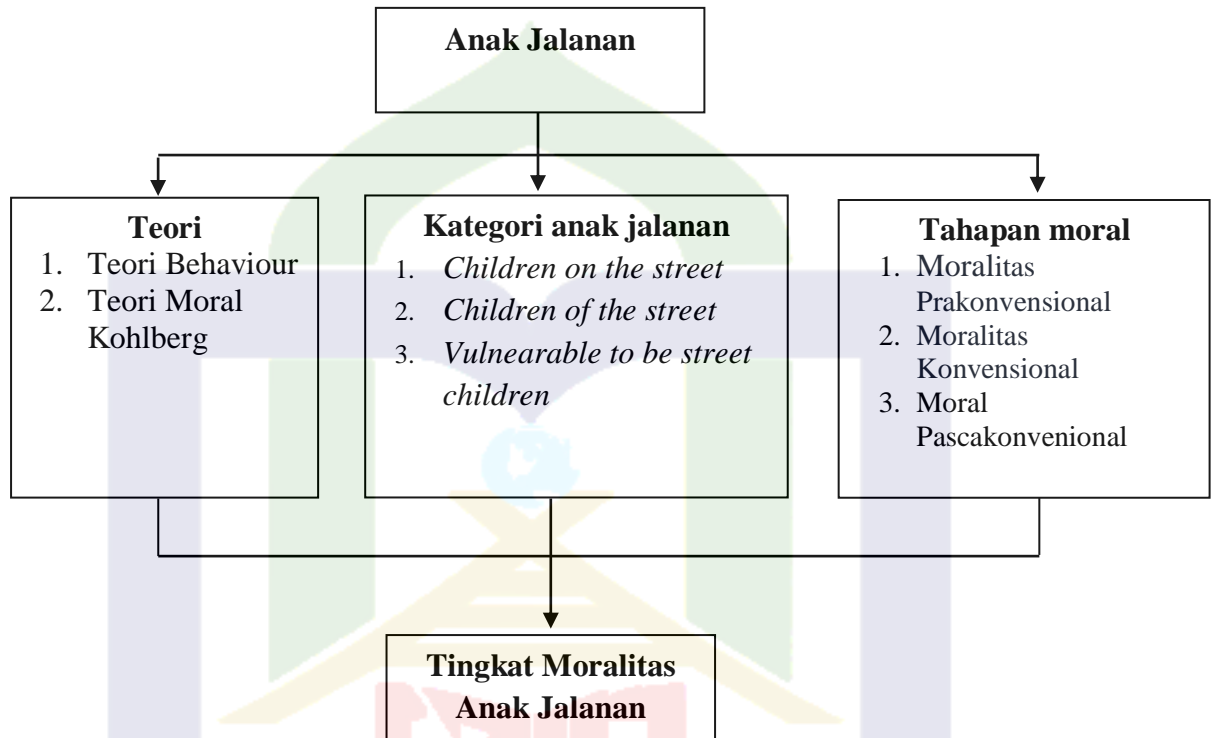 Anak Jalanan
Teori
1. Teori Behaviour
2. Teori Moral
Kohlberg
Kategori anak jalanan
1. Children on the street
2. Children of the street
3. Vulnearable to be street
children
Tahapan moral
1. Moralitas
Prakonvensional
2. Moralitas
Konvensional
3. Moral
Pascakonvenional
Tingkat Moralitas
Anak Jalanan